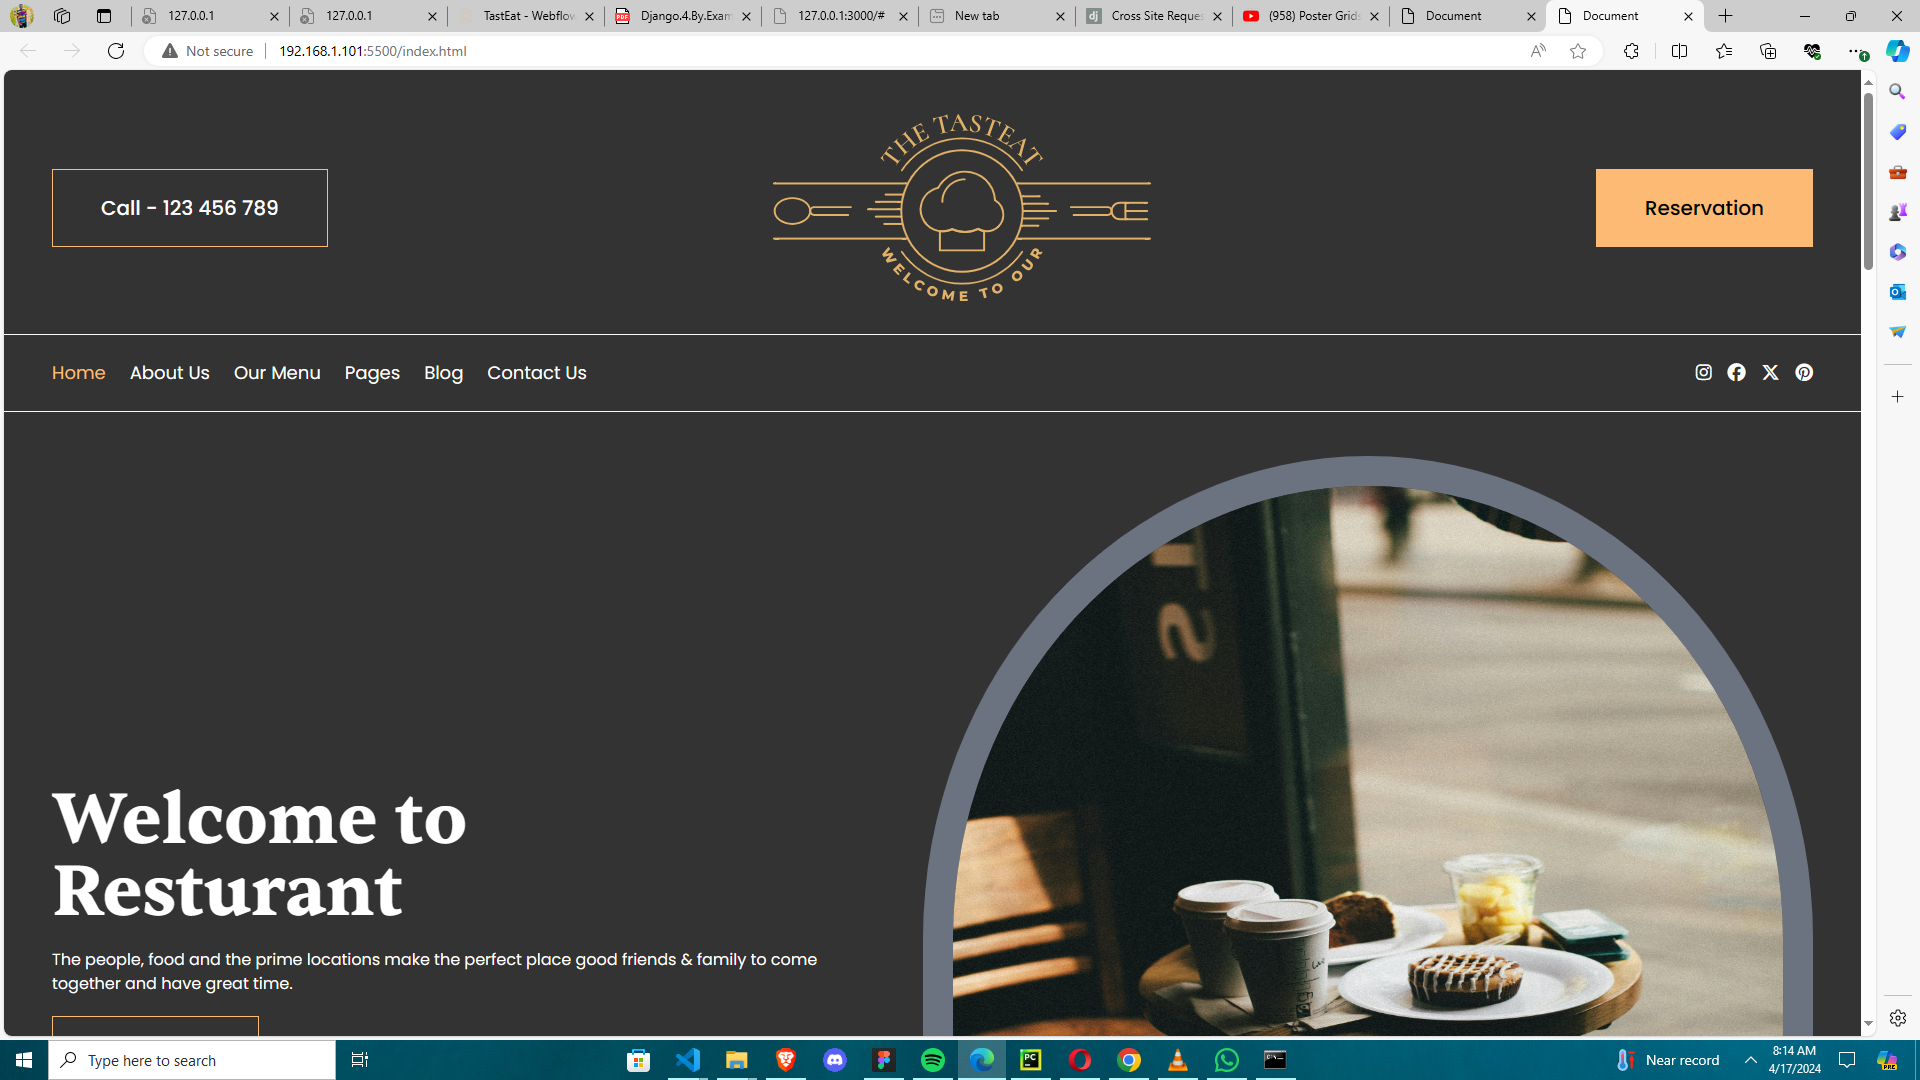 127.0.0.1
127.0.0.1
TastEat - Webflow
Django.4.By.Exam
127.0.0.1:3000/#
New tab
Cross Site Reques
(958) Poster Grids
Document
Document
Not secure
192.168.1.101:5500/index.html
THE TASTEAT
WELCOME TO OUR
Call - 123 456 789
Reservation
Home
About Us
Our Menu
Pages
Blog
Contact Us
Welcome to
Resturant
The people, food and the prime locations make the perfect place good friends & family to come
together and have great time.
Type here to search
Near record
8:14 AM
4/17/2024